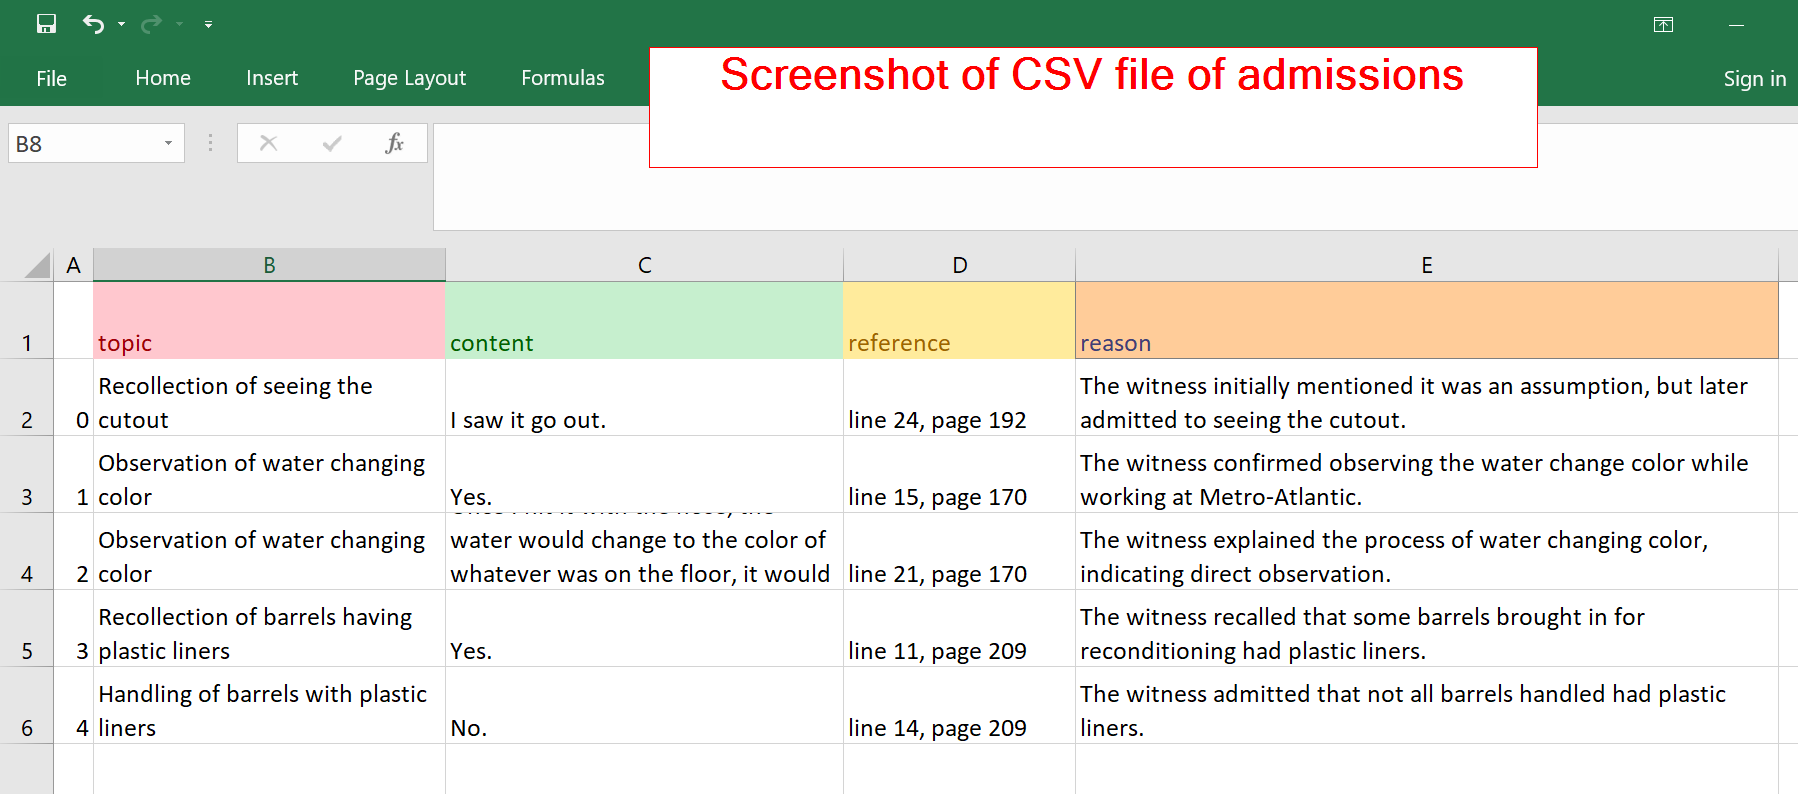 File Home Insert Page Layout Formulas Sign in
Screenshot of CSV file of admissions
B8 fx
A B C D E
1 topic content reference reason
Recollection of seeing the The witness initially mentioned it was an assumption, but later
2 0 cutout I saw it go out. line 24, page 192 admitted to seeing the cutout.
Observation of water changing The witness confirmed observing the water change color while
3 1 color Yes. line 15, page 170 working at Metro-Atlantic.
Observation of water changing water would change to the color of The witness explained the process of water changing color,
4 2 color whatever was on the floor, it would line 21, page 170 indicating direct observation.
Recollection of barrels having The witness recalled that some barrels brought in for
5 3 plastic liners Yes. line 11, page 209 reconditioning had plastic liners.
Handling of barrels with plastic The witness admitted that not all barrels handled had plastic
6 4 liners No. line 14, page 209 liners.